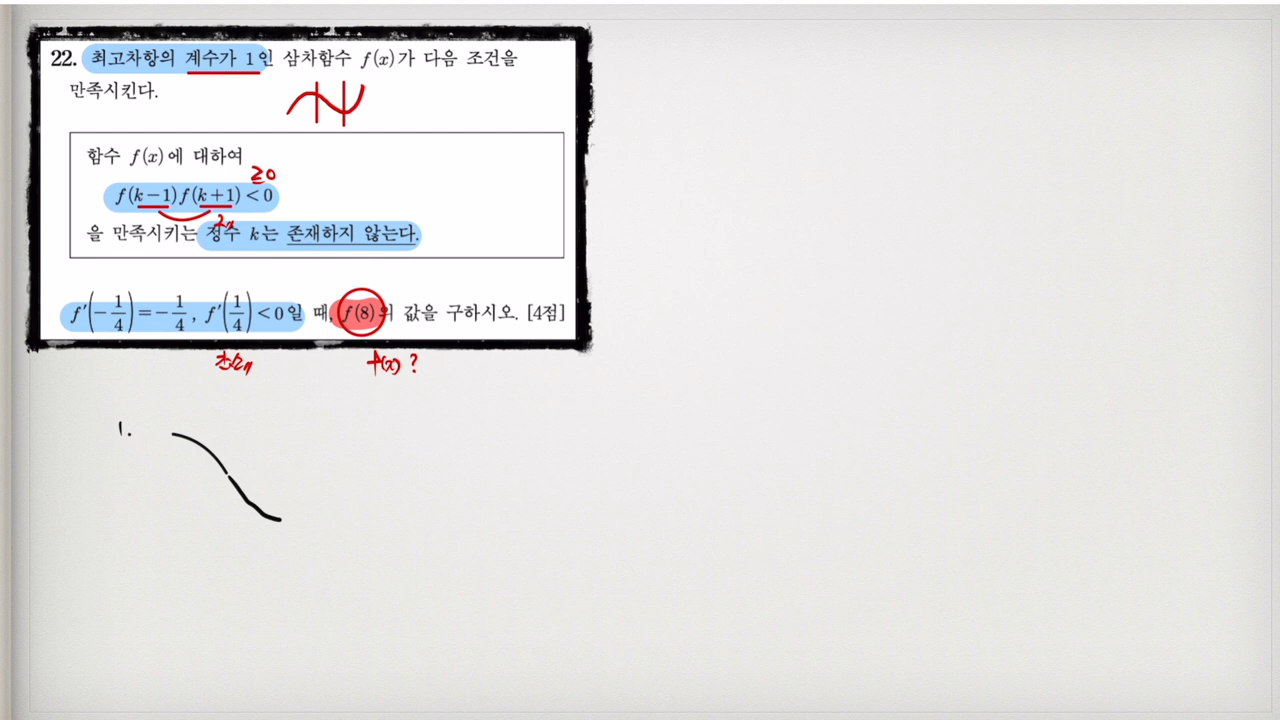 22. 최고차항의 계수가 1인 삼차함수 f(x)가 다음 조건을
만족시킨다.
함수 f(x)에 대하여
≥0
f(k−1)f(k+1)<0
2
을 만족시키는 정수 k는 존재하지 않는다.
f′(−1/4)=−1/4, f′(1/4)<0일 때, f(8)의 값을 구하시오. [4점]
f(x) ?
1.